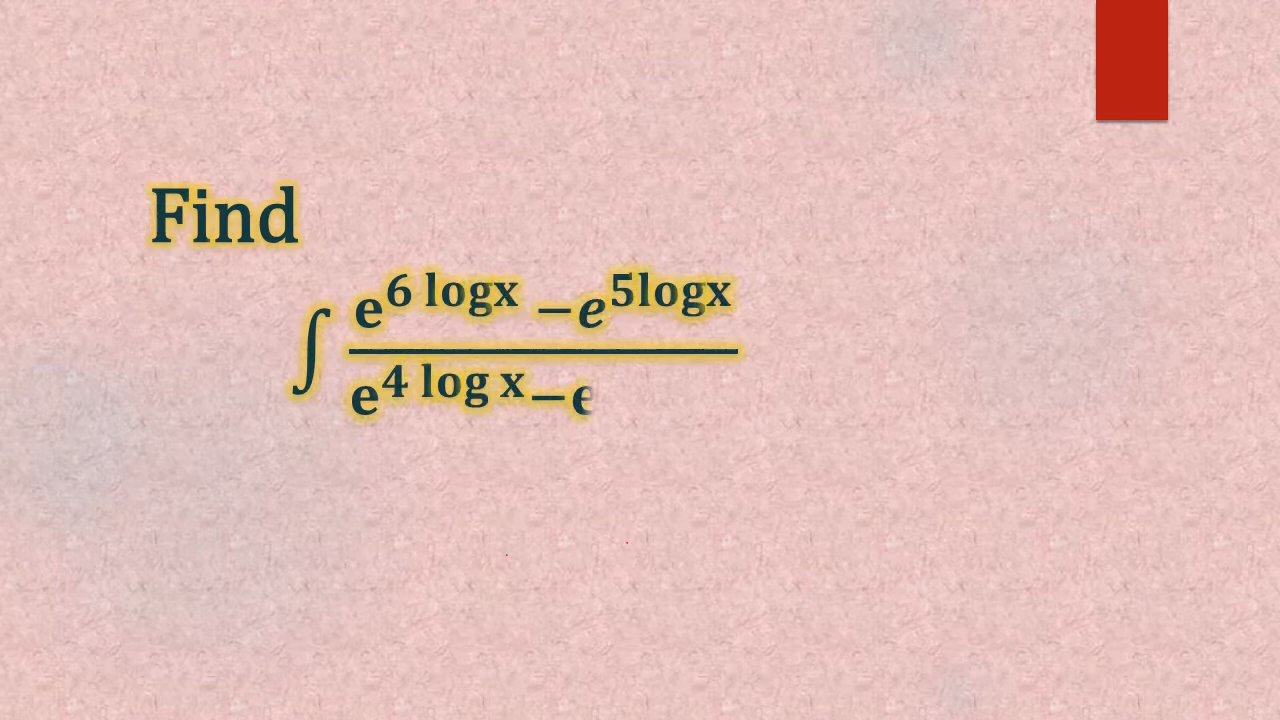 Find
∫ (e^{6 logx} − e^{5logx}) / (e^{4 log x} − e